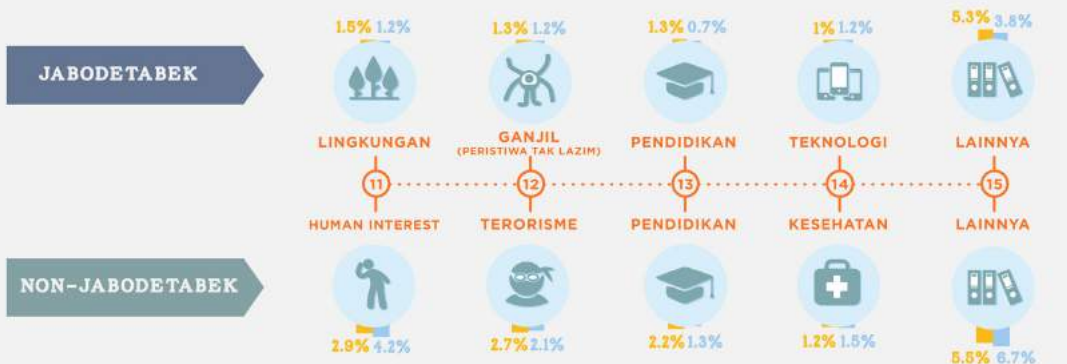 1.5% 1.2% 1.3% 1.2% 1.3% 0.7% 1% 1.2% 5.3% 3.8%
JABODETABEK
LINGKUNGAN GANJIL PENDIDIKAN TEKNOLOGI LAINNYA
(PERISTIWA TAK LAZIM)
11 12 13 14 15
HUMAN INTEREST TERORISME PENDIDIKAN KESEHATAN LAINNYA
NON-JABODETABEK
2.9% 4.2% 2.7% 2.1% 2.2% 1.3% 1.2% 1.5% 5.5% 6.7%